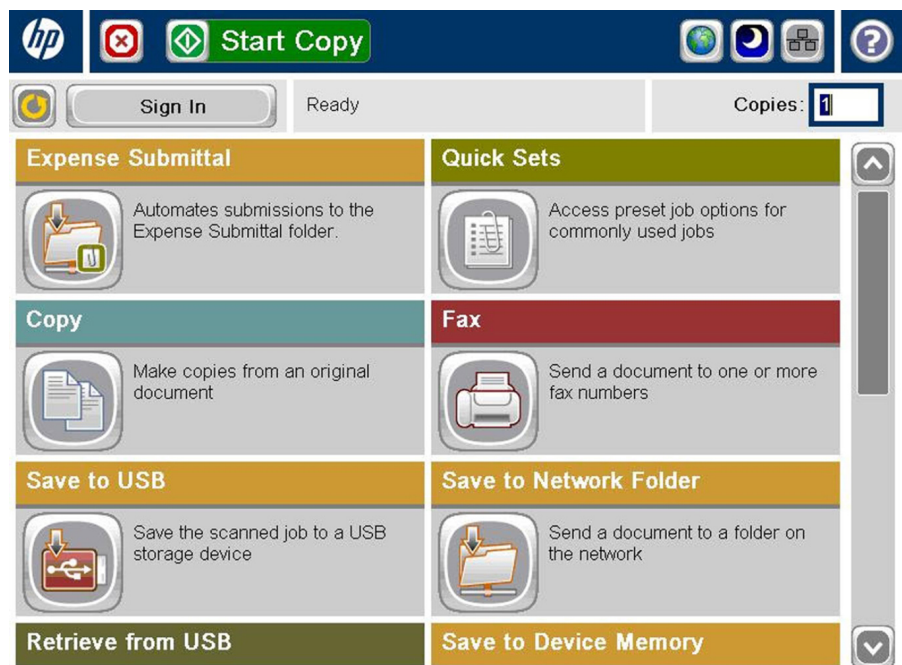 hp
Start Copy
?
Sign In
Ready
Copies: 1
Expense Submittal
Automates submissions to the
Expense Submittal folder.
Quick Sets
Access preset job options for
commonly used jobs
Copy
Make copies from an original
document
Fax
Send a document to one or more
fax numbers
Save to USB
Save the scanned job to a USB
storage device
Save to Network Folder
Send a document to a folder on
the network
Retrieve from USB
Save to Device Memory